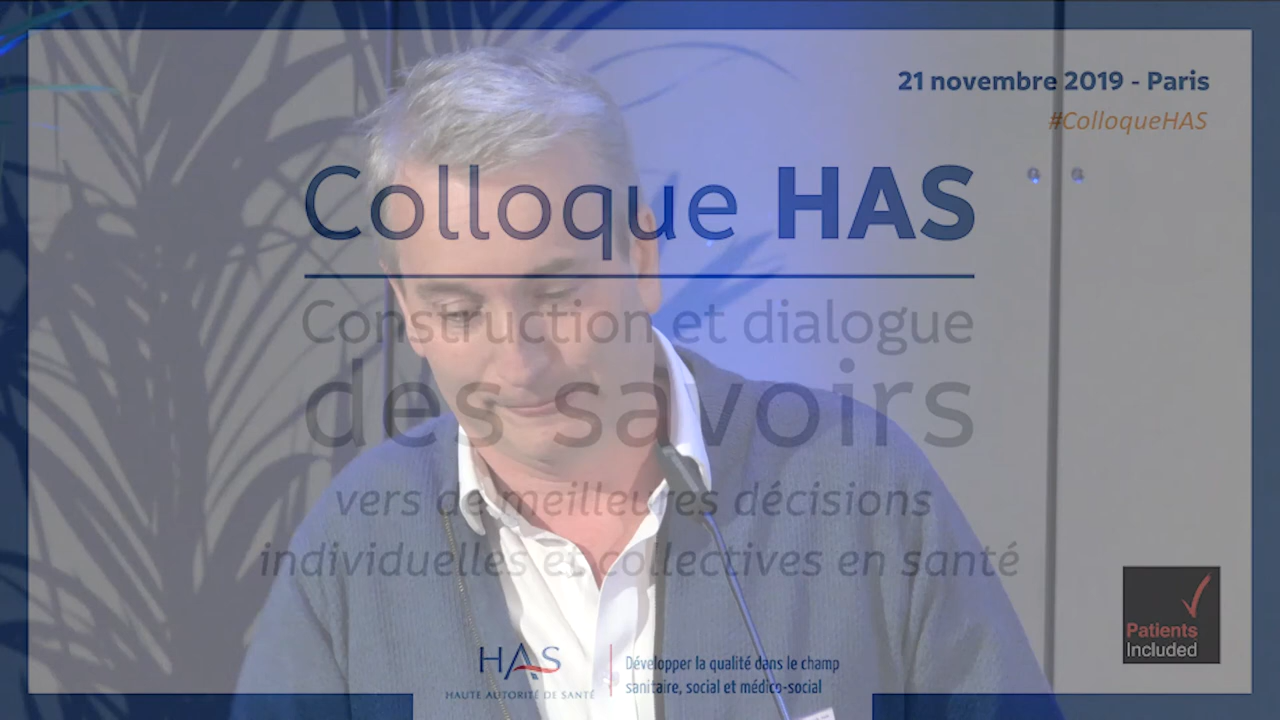 21 novembre 2019 - Paris
#ColloqueHAS
Colloque HAS
Construction et dialogue
des savoirs
vers de meilleures décisions
individuelles et collectives en santé
HAS
HAUTE AUTORITÉ DE SANTÉ
Développer la qualité dans le champ
sanitaire, social et médico-social
Patients
Included